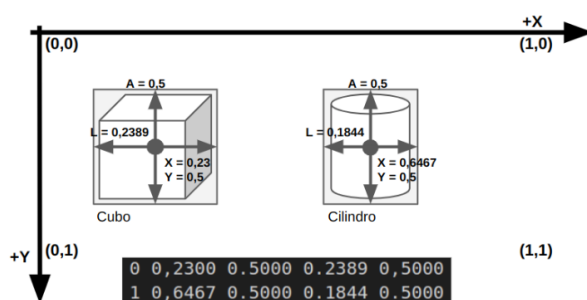 +X
(0,0) (1,0)
A = 0,5 A = 0,5
L = 0,2389 L = 0,1844
X = 0,23 X = 0,6467
Y = 0,5 Y = 0,5
Cubo Cilindro
+Y (0,1) (1,1)
0 0,2300 0.5000 0.2389 0,5000
1 0,6467 0.5000 0.1844 0.5000